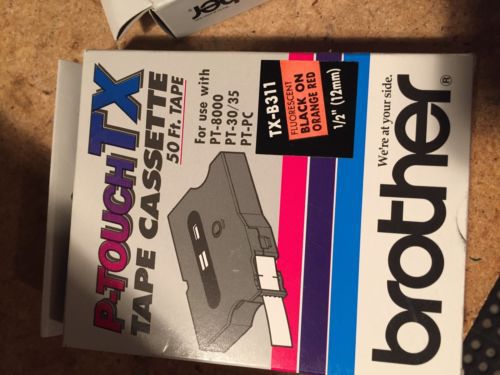 P-TOUCH TX
TAPE CASSETTE
50 Ft. TAPE
For use with
PT-8000
PT-30/35
PT-PC
TX-B311
FLUORESCENT
BLACK ON
ORANGE RED
1/2" (12mm)
We're at your side.
brother®